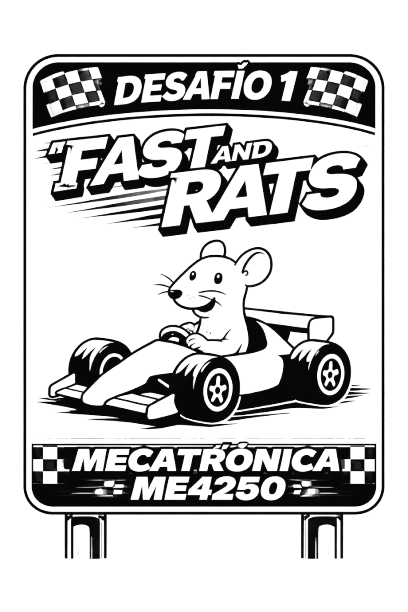 DESAFÍO 1
"FAST AND
RATS
MECATRÓNICA
ME4250